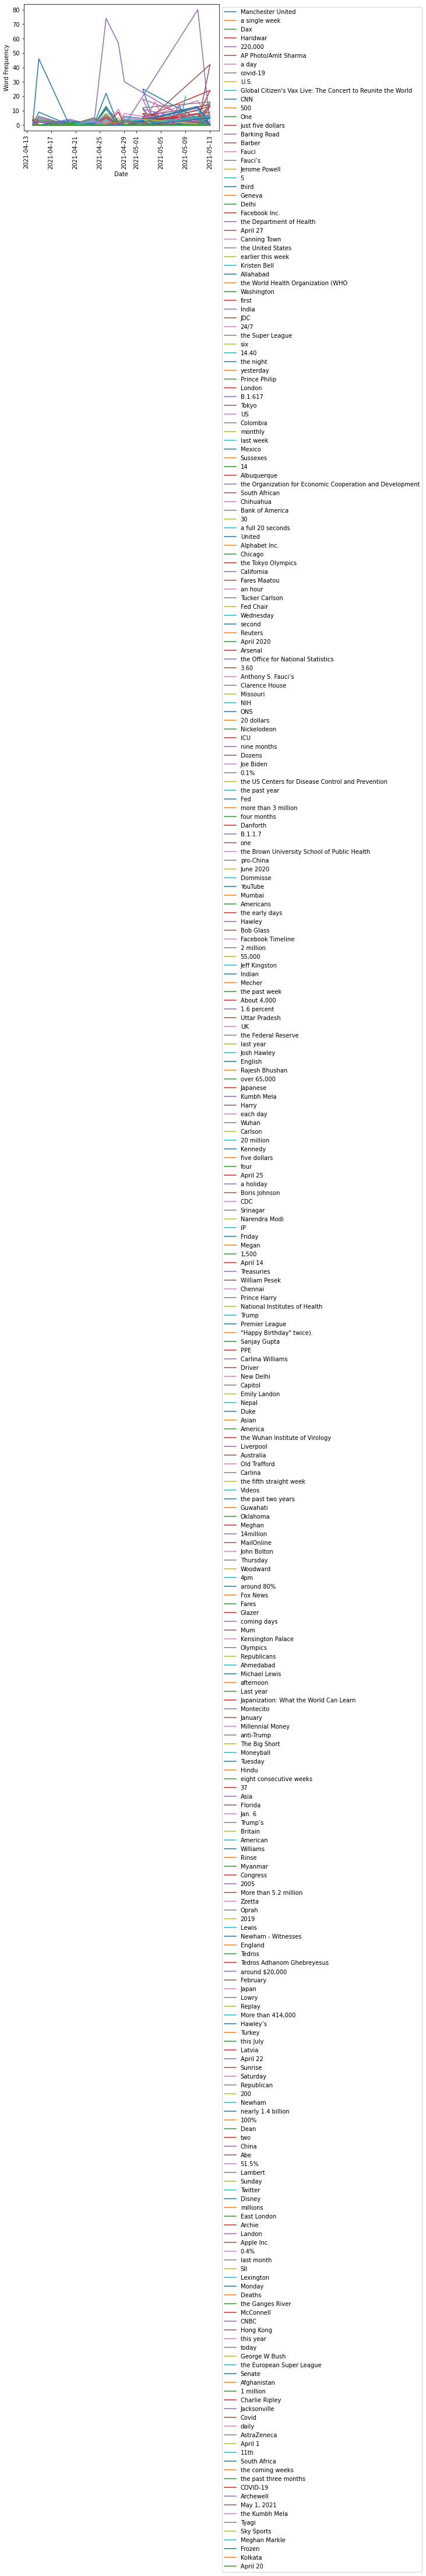 80
70
60
50
40
30
20
10
0
Word Frequency
2021-04-13
2021-04-17
2021-04-21
2021-04-25
2021-04-29
2021-05-01
2021-05-05
2021-05-09
2021-05-13
Date
Manchester United
a single week
Dax
Haridwar
220,000
AP Photo/Amit Sharma
a day
covid-19
U.S.
Global Citizen's Vax Live: The Concert to Reunite the World
CNN
500
One
just five dollars
Barking Road
Barber
Fauci
Fauci’s
Jerome Powell
5
third
Geneva
Delhi
Facebook Inc.
the Department of Health
April 27
Canning Town
the United States
earlier this week
Kristen Bell
Allahabad
the World Health Organization (WHO
Washington
first
India
JDC
24/7
the Super League
six
14.40
the night
yesterday
Prince Philip
London
B.1.617
Tokyo
US
Colombia
monthly
last week
Mexico
Sussexes
14
Albuquerque
the Organization for Economic Cooperation and Development
South African
Chihuahua
Bank of America
30
a full 20 seconds
United
Alphabet Inc.
Chicago
the Tokyo Olympics
California
Fares Maatou
an hour
Tucker Carlson
Fed Chair
Wednesday
second
Reuters
April 2020
Arsenal
the Office for National Statistics
3.60
Anthony S. Fauci’s
Clarence House
Missouri
NIH
ONS
20 dollars
Nickelodeon
ICU
nine months
Dozens
Joe Biden
0.1%
the US Centers for Disease Control and Prevention
the past year
Fed
more than 3 million
four months
Danforth
B.1.1.7
one
the Brown University School of Public Health
pro-China
June 2020
Dommisse
YouTube
Mumbai
Americans
the early days
Hawley
Bob Glass
Facebook Timeline
2 million
55,000
Jeff Kingston
Indian
Mecher
the past week
About 4,000
1.6 percent
Uttar Pradesh
UK
the Federal Reserve
last year
Josh Hawley
English
Rajesh Bhushan
over 65,000
Japanese
Kumbh Mela
Harry
each day
Wuhan
Carlson
20 million
Kennedy
five dollars
four
April 25
a holiday
Boris Johnson
CDC
Srinagar
Narendra Modi
IP
Friday
Megan
1,500
April 14
Treasuries
William Pesek
Chennai
Prince Harry
National Institutes of Health
Trump
Premier League
"Happy Birthday" twice).
Sanjay Gupta
PPE
Carlina Williams
Driver
New Delhi
Capitol
Emily Landon
Nepal
Duke
Asian
America
the Wuhan Institute of Virology
Liverpool
Australia
Old Trafford
Carlina
the fifth straight week
Videos
the past two years
Guwahati
Oklahoma
Meghan
14million
MailOnline
John Bolton
Thursday
Woodward
4pm
around 80%
Fox News
Fares
Glazer
coming days
Mum
Kensington Palace
Olympics
Republicans
Ahmedabad
Michael Lewis
afternoon
Last year
Japanization: What the World Can Learn
Montecito
January
Millennial Money
anti-Trump
The Big Short
Moneyball
Tuesday
Hindu
eight consecutive weeks
37
Asia
Florida
Jan. 6
Trump’s
Britain
American
Williams
Rinse
Myanmar
Congress
2005
More than 5.2 million
Zzetta
Oprah
2019
Lewis
Newham - Witnesses
England
Tedros
Tedros Adhanom Ghebreyesus
around $20,000
February
Japan
Lowry
Replay
More than 414,000
Hawley’s
Turkey
this July
Latvia
April 22
Sunrise
Saturday
Republican
200
Newham
nearly 1.4 billion
100%
Dean
two
China
Abe
51.5%
Lambert
Sunday
Twitter
Disney
millions
East London
Archie
Landon
Apple Inc.
0.4%
last month
SII
Lexington
Monday
Deaths
the Ganges River
McConnell
CNBC
Hong Kong
this year
today
George W Bush
the European Super League
Senate
Afghanistan
1 million
Charlie Ripley
Jacksonville
Covid
daily
AstraZeneca
April 1
11th
South Africa
the coming weeks
the past three months
COVID-19
Archewell
May 1, 2021
the Kumbh Mela
Tyagi
Sky Sports
Meghan Markle
Frozen
Kolkata
April 20